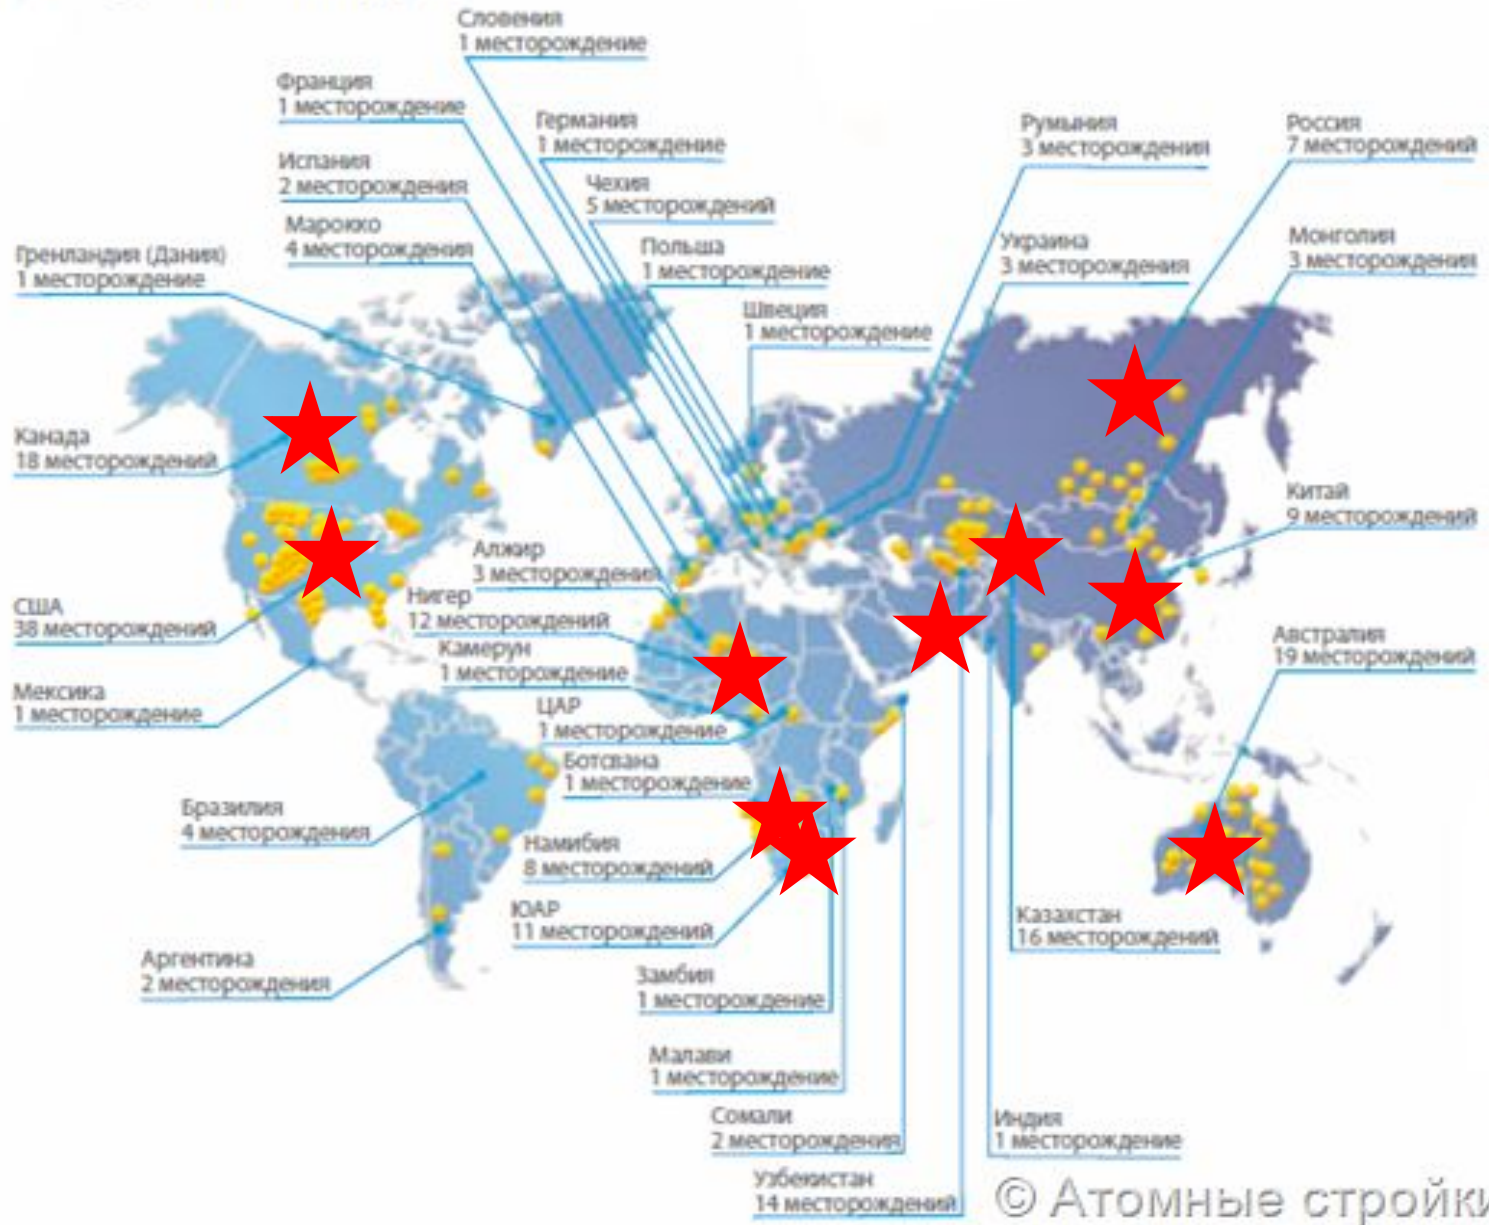 Словения
1 месторождение
Франция
1 месторождение
Германия
1 месторождение
Румыния
3 месторождения
Россия
7 месторождений
Испания
2 месторождения
Чехия
5 месторождений
Марокко
4 месторождения
Польша
1 месторождение
Украина
3 месторождения
Монголия
3 месторождения
Гренландия (Дания)
1 месторождение
Швеция
1 месторождение
Канада
18 месторождений
Китай
9 месторождений
Алжир
3 месторождения
Нигер
12 месторождений
США
38 месторождений
Камерун
1 месторождение
Австралия
19 месторождений
Мексика
1 месторождение
ЦАР
1 месторождение
Ботсвана
1 месторождение
Бразилия
4 месторождения
Намибия
8 месторождений
ЮАР
11 месторождений
Казахстан
16 месторождений
Аргентина
2 месторождения
Замбия
1 месторождение
Малави
1 месторождение
Сомали
2 месторождения
Индия
1 месторождение
Узбекистан
14 месторождений
© Атомные стройки